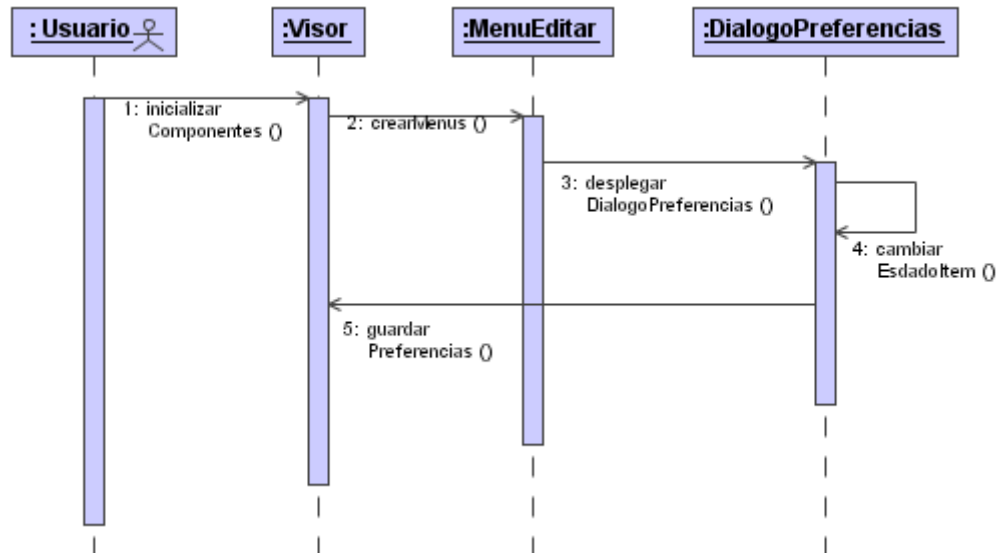 : Usuario
:Visor
:MenuEditar
:DialogoPreferencias
1: inicializar
Componentes ()
2: crearMenus ()
3: desplegar
DialogoPreferencias ()
4: cambiar
EsdadoItem ()
5: guardar
Preferencias ()